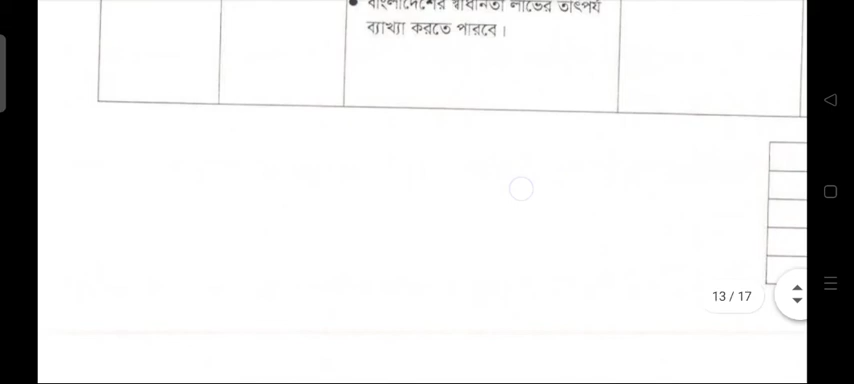 • বাংলাদেশের স্বাধীনতা লাভের তাৎপর্য
ব্যাখ্যা করতে পারবে।
13 / 17